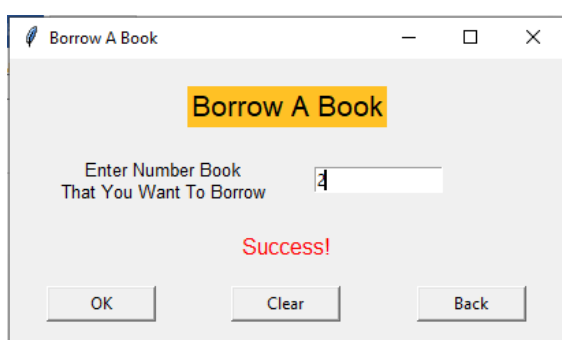 Borrow A Book
Borrow A Book
Enter Number Book
That You Want To Borrow
2
Success!
OK
Clear
Back